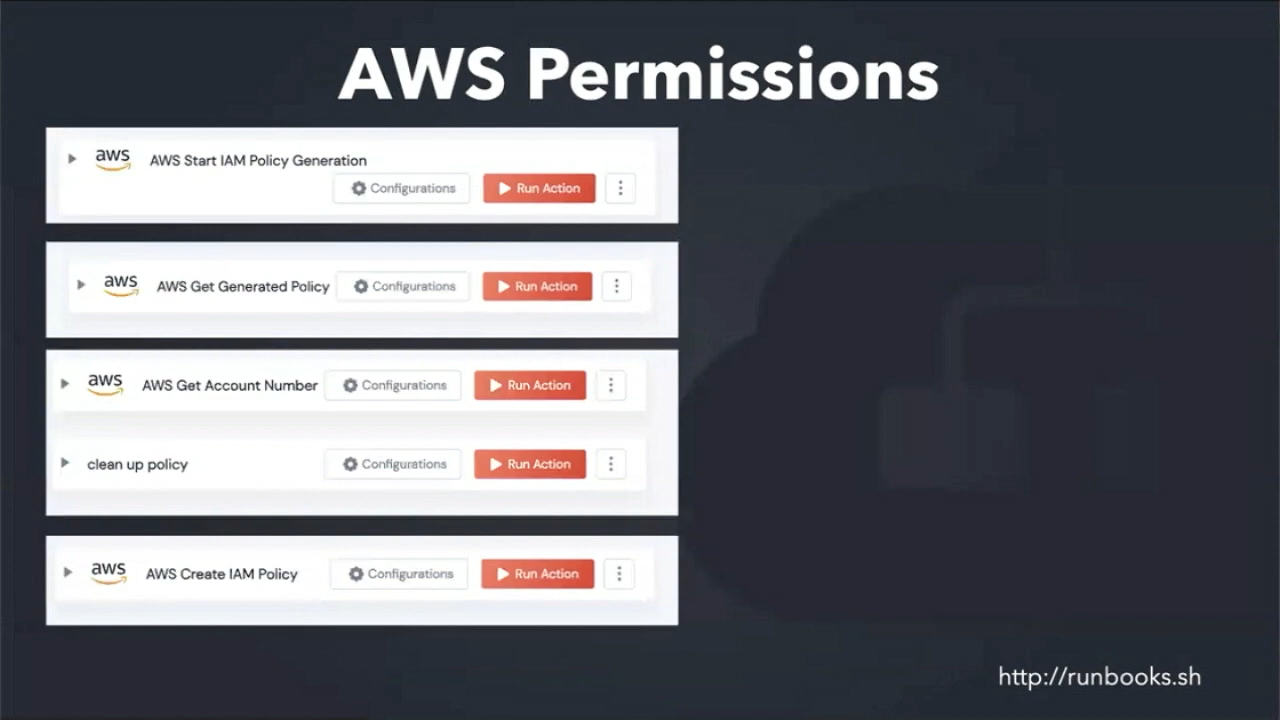 AWS Permissions
aws AWS Start IAM Policy Generation
Configurations Run Action
aws AWS Get Generated Policy Configurations Run Action
aws AWS Get Account Number Configurations Run Action
clean up policy Configurations Run Action
aws AWS Create IAM Policy Configurations Run Action
http://runbooks.sh